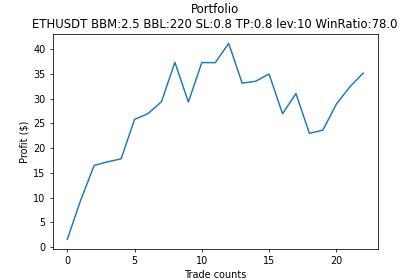 Portfolio
ETHUSDT BBM:2.5 BBL:220 SL:0.8 TP:0.8 lev:10 WinRatio:78.0
40
35
30
25
20
15
10
5
0
Profit ($)
0 5 10 15 20
Trade counts